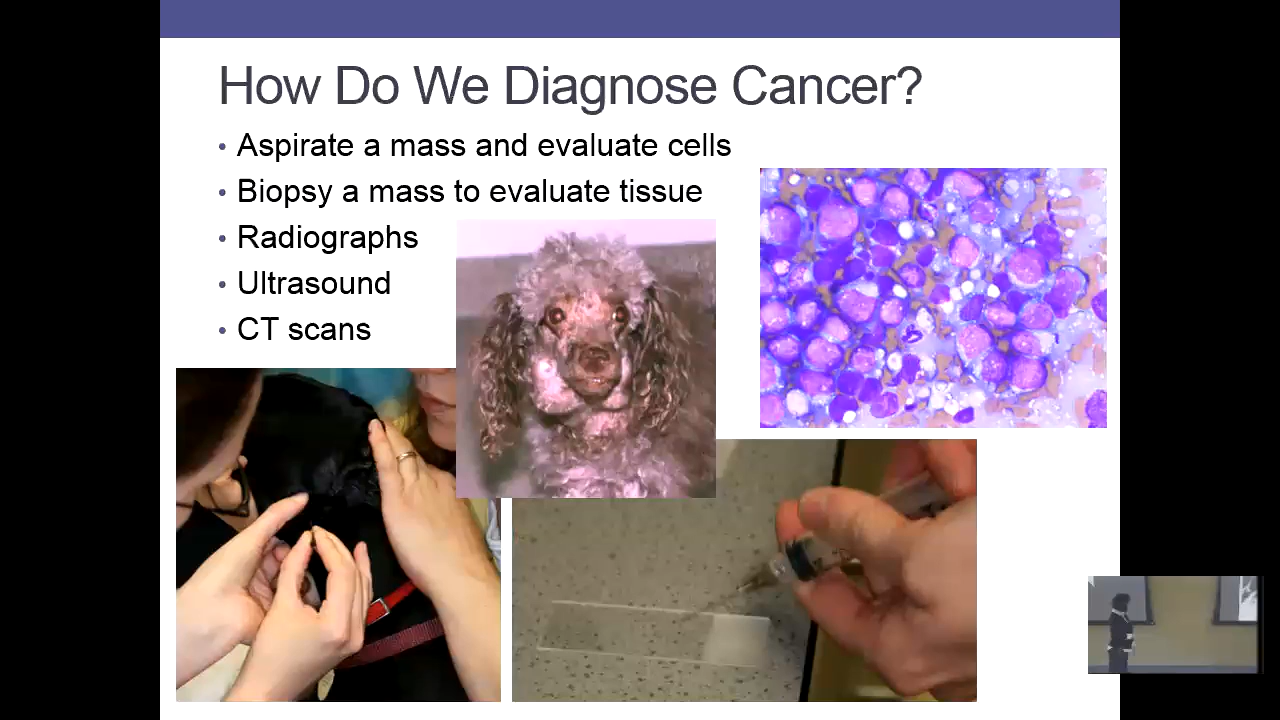 How Do We Diagnose Cancer?
• Aspirate a mass and evaluate cells
• Biopsy a mass to evaluate tissue
• Radiographs
• Ultrasound
• CT scans